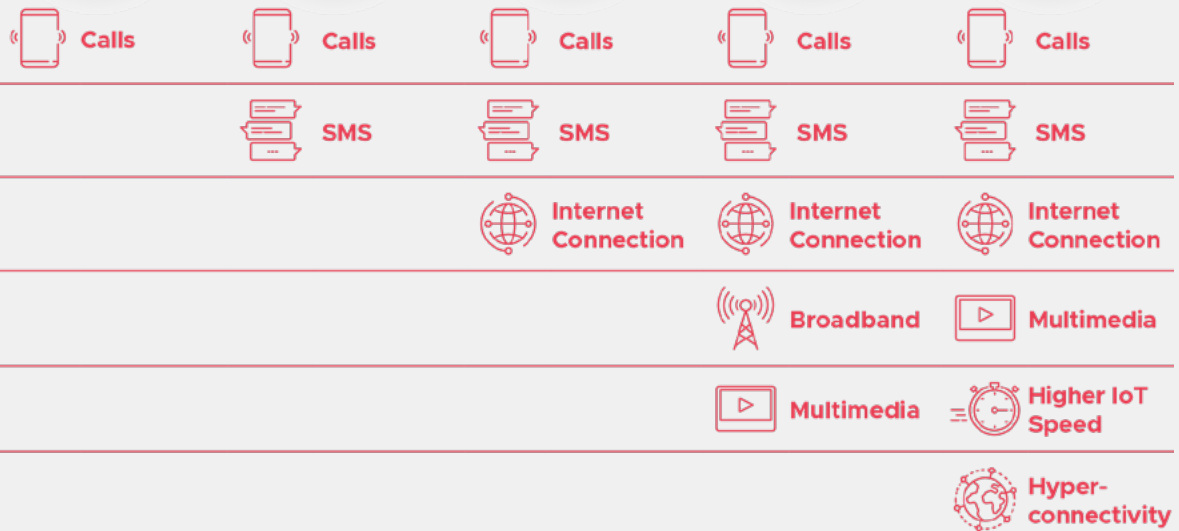 Calls Calls Calls Calls Calls
SMS SMS SMS SMS
Internet Connection Internet Connection Internet Connection
Broadband Multimedia
Multimedia Higher IoT Speed
Hyper-
connectivity